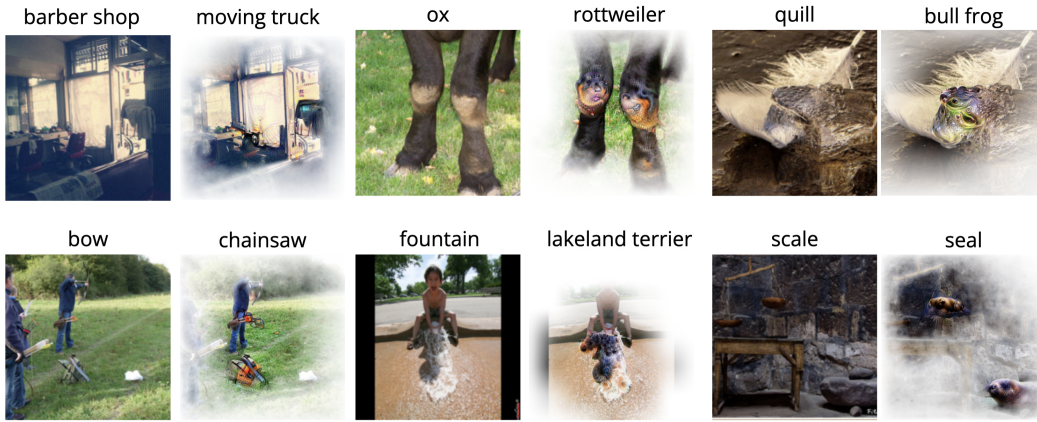 barber shop
moving truck
ox
rottweiler
quill
bull frog
bow
chainsaw
fountain
lakeland terrier
scale
seal